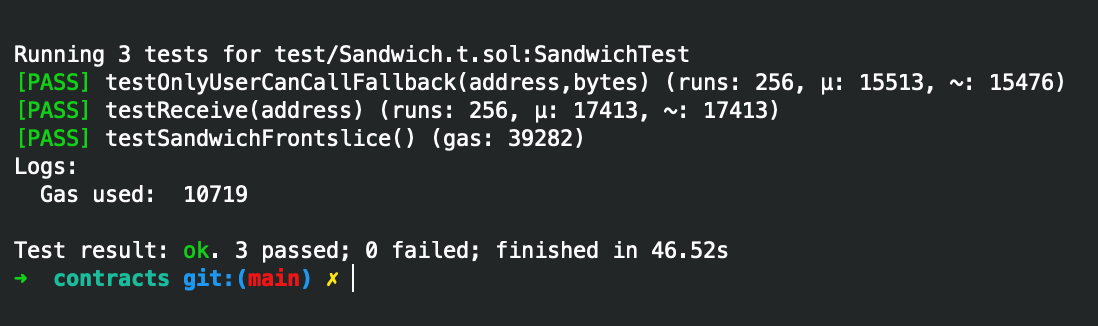 Running 3 tests for test/Sandwich.t.sol:SandwichTest
[PASS] testOnlyUserCanCallFallback(address,bytes) (runs: 256, μ: 15513, ~: 15476)
[PASS] testReceive(address) (runs: 256, μ: 17413, ~: 17413)
[PASS] testSandwichFrontslice() (gas: 39282)
Logs:
  Gas used:  10719
Test result: ok. 3 passed; 0 failed; finished in 46.52s
➜  contracts git:(main) ✗